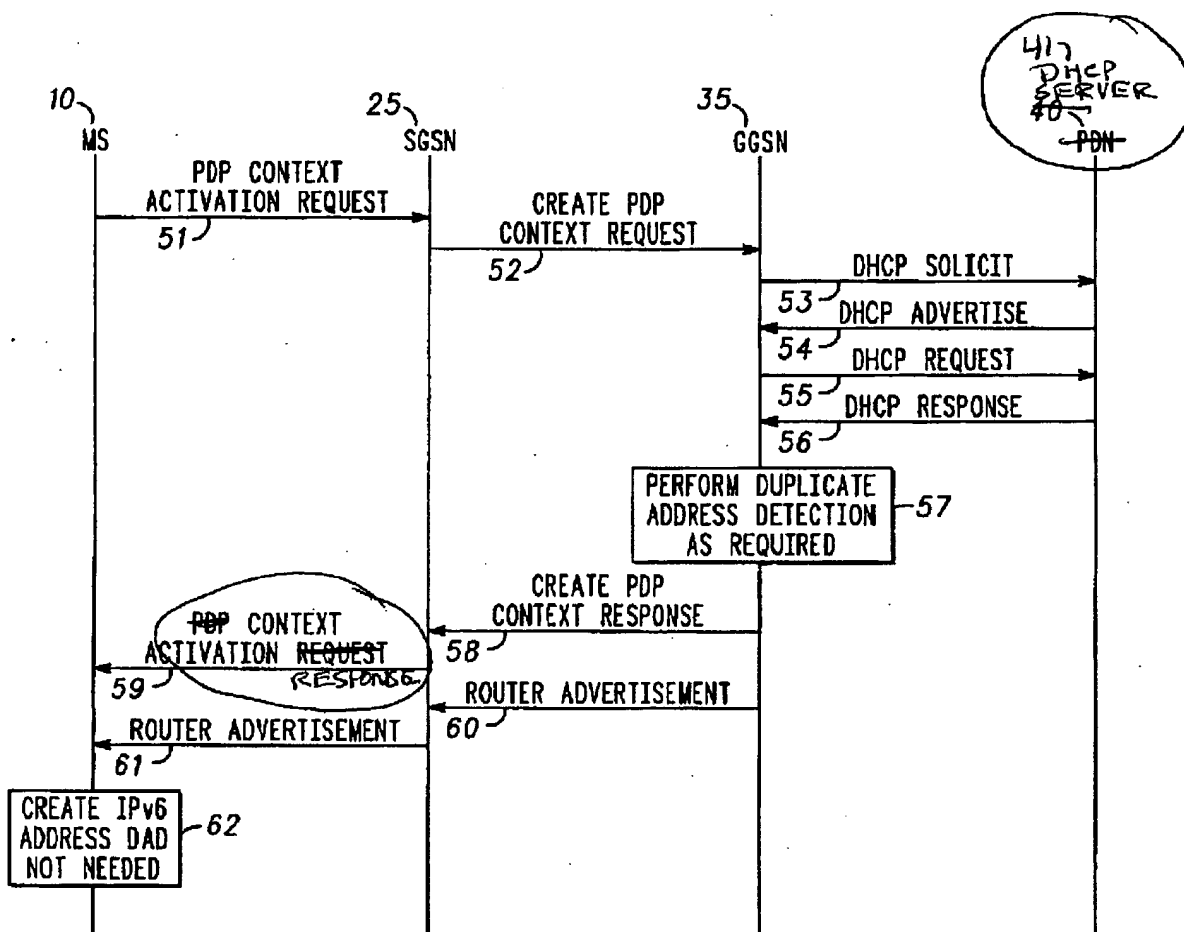 41
DHCP
SERVER
40
PDN
10
MS
25
SGSN
35
GGSN
PDP CONTEXT
ACTIVATION REQUEST
51
CREATE PDP
CONTEXT REQUEST
52
DHCP SOLICIT
53
DHCP ADVERTISE
54
DHCP REQUEST
55
DHCP RESPONSE
56
PERFORM DUPLICATE
ADDRESS DETECTION
AS REQUIRED
57
CREATE PDP
CONTEXT RESPONSE
58
PDP CONTEXT
ACTIVATION REQUEST
RESPONSE
59
ROUTER ADVERTISEMENT
60
ROUTER ADVERTISEMENT
61
CREATE IPv6
ADDRESS DAD
NOT NEEDED
62